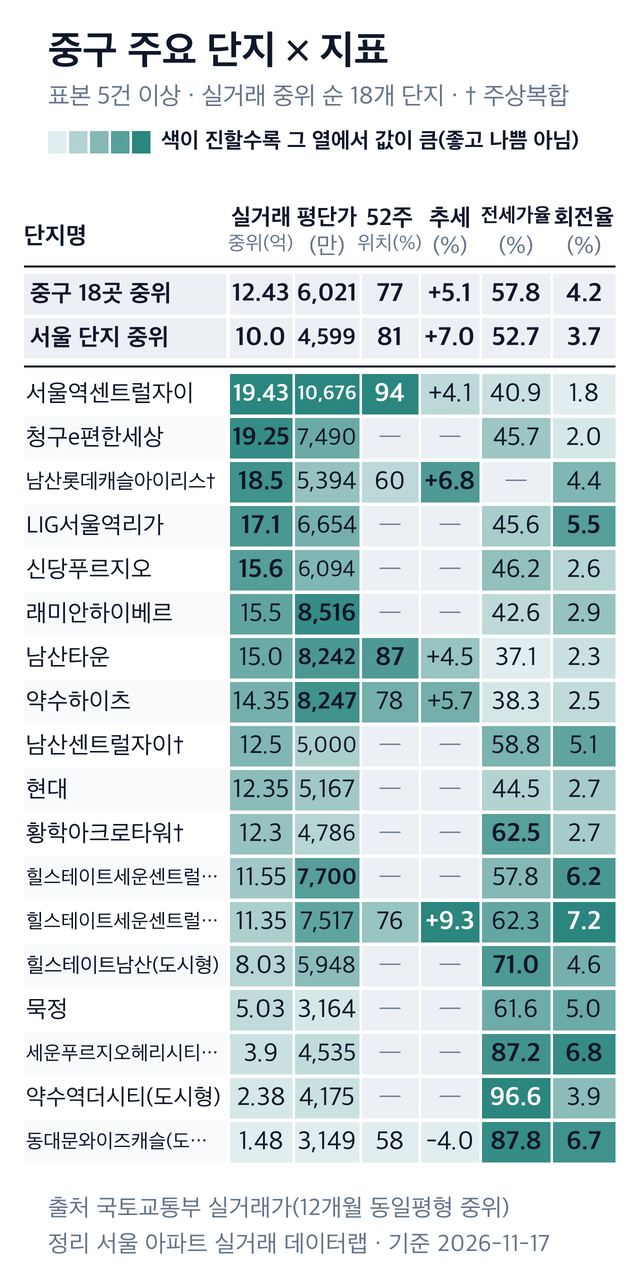 중구 주요 단지 × 지표
표본 5건 이상 · 실거래 중위 순 18개 단지 · † 주상복합
색이 진할수록 그 열에서 값이 큼(좋고 나쁨 아님)
단지명 실거래 중위(억) 평단가 (만) 52주 위치(%) 추세 (%) 전세가율 (%) 회전율 (%)
중구 18곳 중위 12.43 6,021 77 +5.1 57.8 4.2
서울 단지 중위 10.0 4,599 81 +7.0 52.7 3.7
서울역센트럴자이 19.43 10,676 94 +4.1 40.9 1.8
청구e편한세상 19.25 7,490 — — 45.7 2.0
남산롯데캐슬아이리스† 18.5 5,394 60 +6.8 — 4.4
LIG서울역리가 17.1 6,654 — — 45.6 5.5
신당푸르지오 15.6 6,094 — — 46.2 2.6
래미안하이베르 15.5 8,516 — — 42.6 2.9
남산타운 15.0 8,242 87 +4.5 37.1 2.3
약수하이츠 14.35 8,247 78 +5.7 38.3 2.5
남산센트럴자이† 12.5 5,000 — — 58.8 5.1
현대 12.35 5,167 — — 44.5 2.7
황학아크로타워† 12.3 4,786 — — 62.5 2.7
힐스테이트세운센트럴… 11.55 7,700 — — 57.8 6.2
힐스테이트세운센트럴… 11.35 7,517 76 +9.3 62.3 7.2
힐스테이트남산(도시형) 8.03 5,948 — — 71.0 4.6
묵정 5.03 3,164 — — 61.6 5.0
세운푸르지오헤리시티… 3.9 4,535 — — 87.2 6.8
약수역더시티(도시형) 2.38 4,175 — — 96.6 3.9
동대문와이즈캐슬(도… 1.48 3,149 58 -4.0 87.8 6.7
출처 국토교통부 실거래가(12개월 동일평형 중위)
정리 서울 아파트 실거래 데이터랩 · 기준 2026-11-17